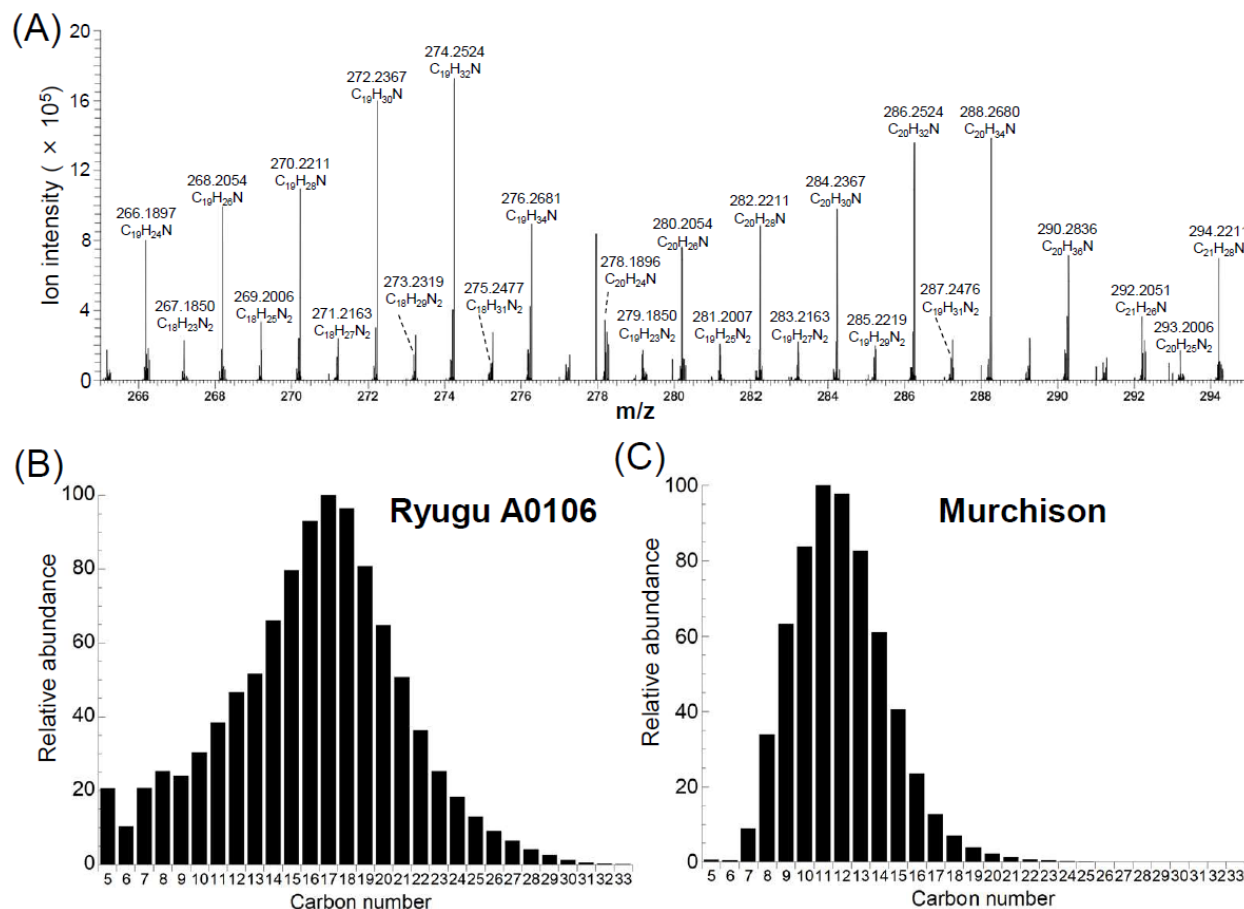 (A)
Ion intensity ( × 10⁵)
20
16
12
8
4
0
266.1897
C₁₉H₂₄N
267.1850
C₁₈H₂₃N₂
268.2054
C₁₉H₂₆N
269.2006
C₁₈H₂₅N₂
270.2211
C₁₉H₂₈N
271.2163
C₁₈H₂₇N₂
272.2367
C₁₉H₃₀N
273.2319
C₁₈H₂₉N₂
274.2524
C₁₉H₃₂N
275.2477
C₁₈H₃₁N₂
276.2681
C₁₉H₃₄N
278.1896
C₂₀H₂₄N
279.1850
C₁₉H₂₃N₂
280.2054
C₂₀H₂₆N
281.2007
C₁₉H₂₅N₂
282.2211
C₂₀H₂₈N
283.2163
C₁₉H₂₇N₂
284.2367
C₂₀H₃₀N
285.2219
C₁₉H₂₉N₂
286.2524
C₂₀H₃₂N
287.2476
C₁₉H₃₁N₂
288.2680
C₂₀H₃₄N
290.2836
C₂₀H₃₆N
292.2051
C₂₁H₂₆N
293.2006
C₂₀H₂₅N₂
294.2211
C₂₁H₂₈N
266 268 270 272 274 276 278 280 282 284 286 288 290 292 294
m/z
(B)
Ryugu A0106
Relative abundance
100
80
60
40
20
0
5 6 7 8 9 10 11 12 13 14 15 16 17 18 19 20 21 22 23 24 25 26 27 28 29 30 31 32 33
Carbon number
(C)
Murchison
Relative abundance
100
80
60
40
20
0
5 6 7 8 9 10 11 12 13 14 15 16 17 18 19 20 21 22 23 24 25 26 27 28 29 30 31 32 33
Carbon number